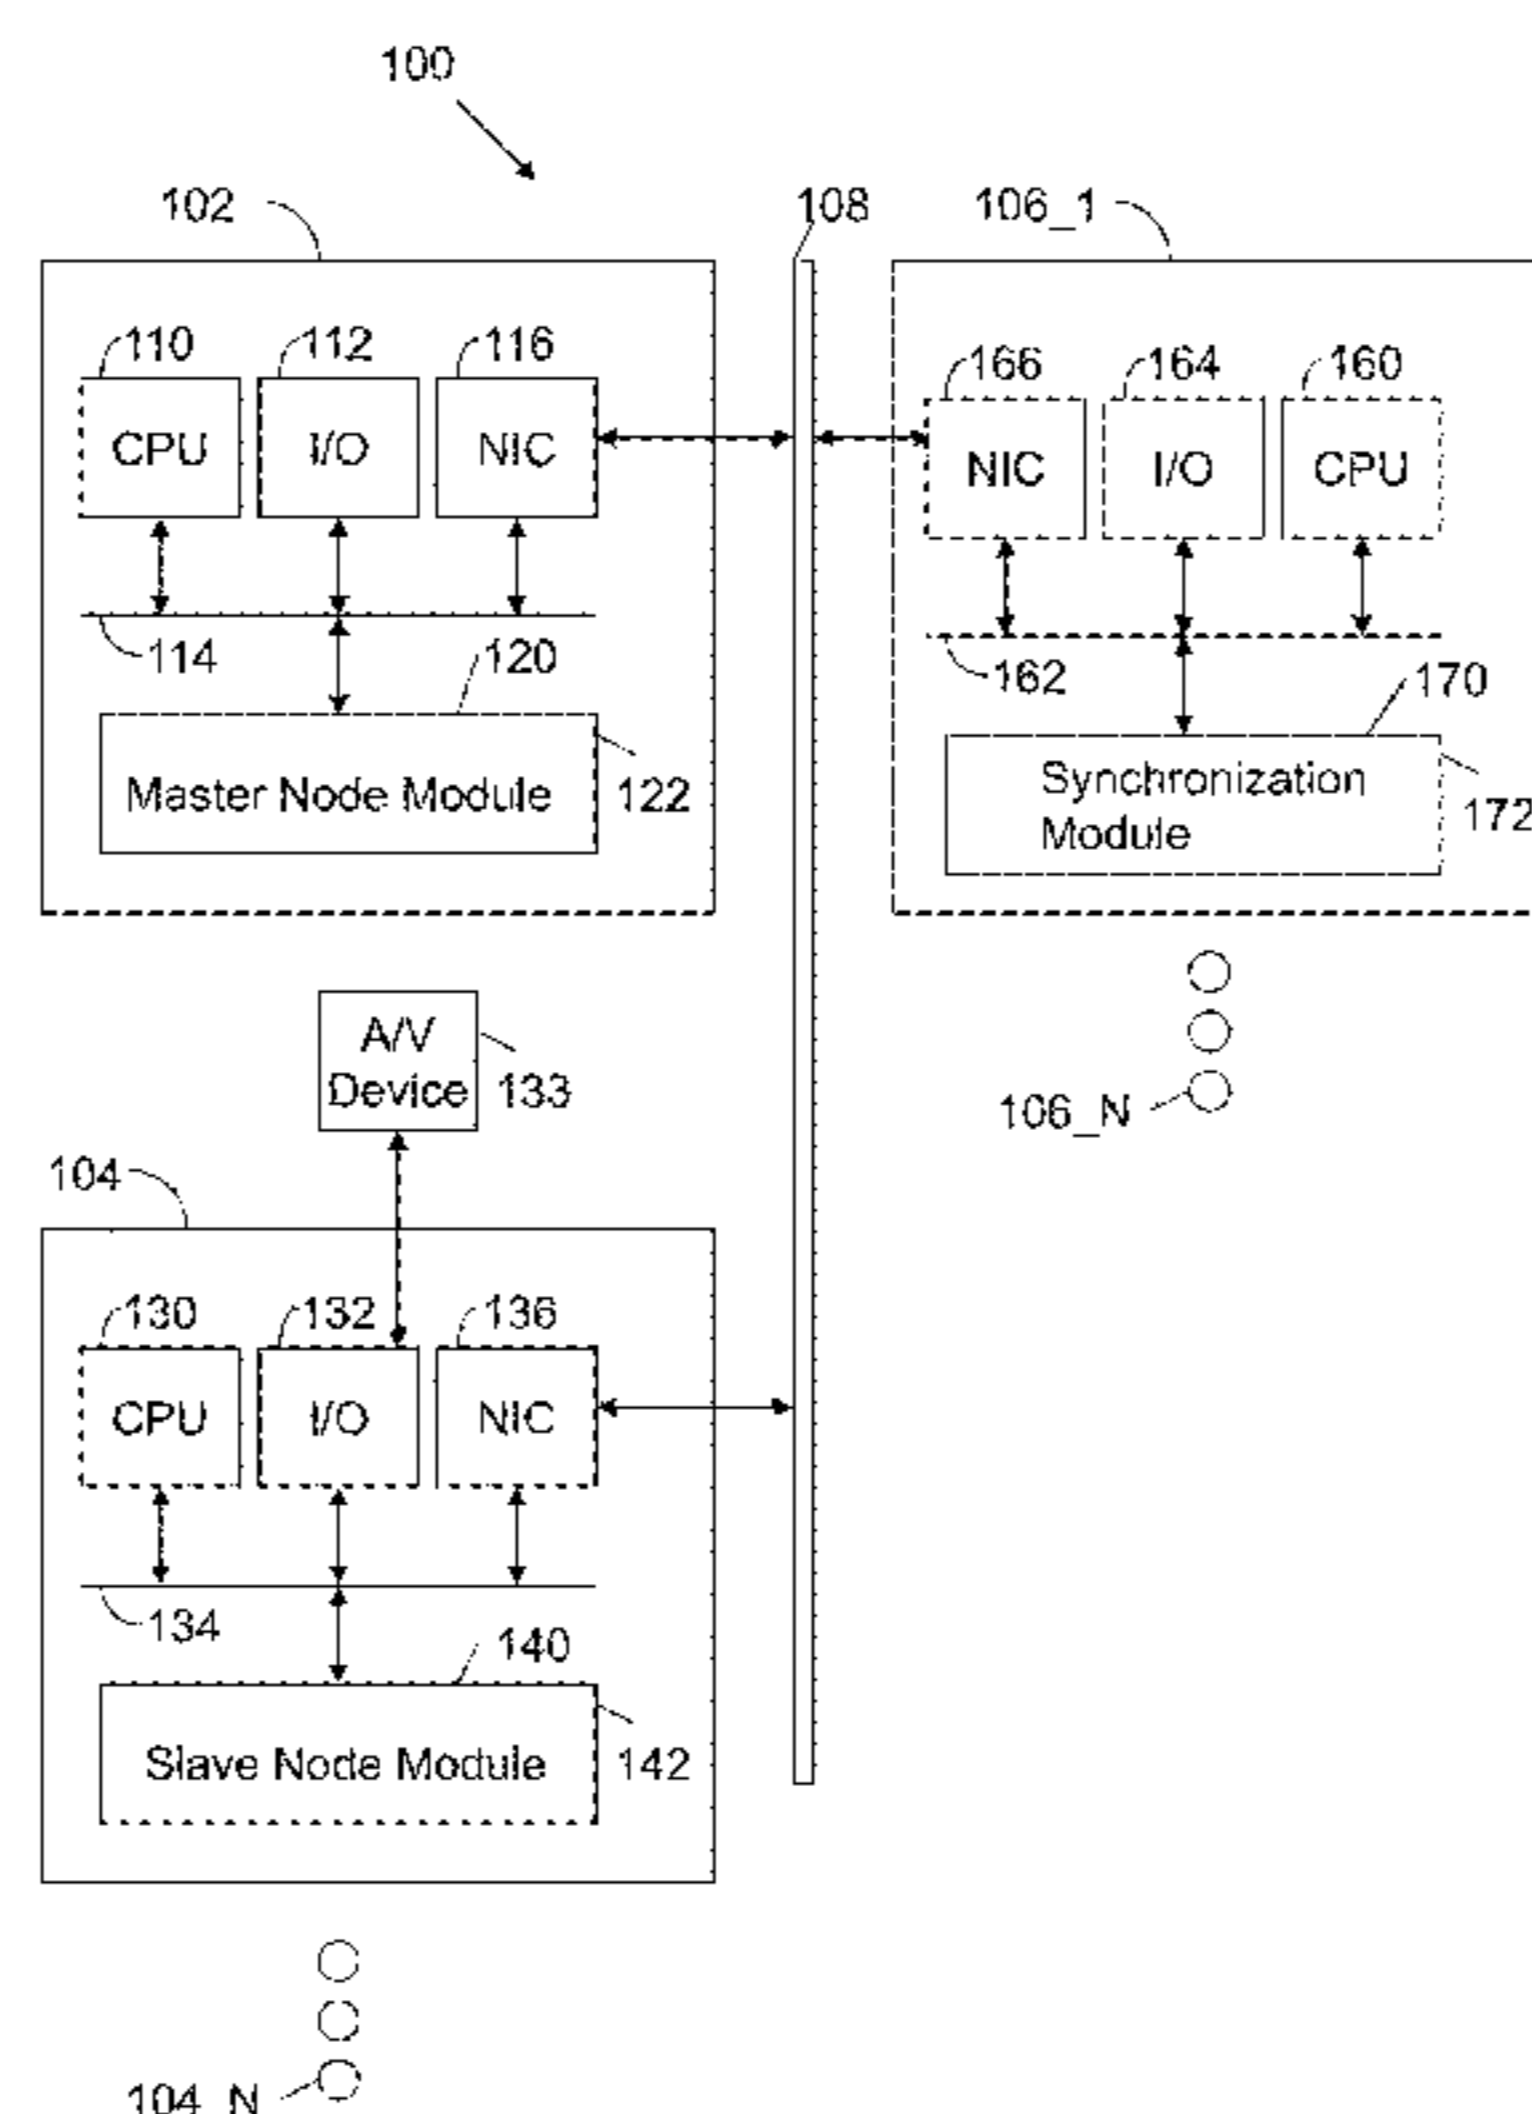 100
102
108
106_1
110
112
116
166
164
160
CPU
I/O
NIC
NIC
I/O
CPU
114
120
162
170
Master Node Module
122
Synchronization
Module
172
A/V
Device
133
106_N
104
130
132
136
CPU
I/O
NIC
134
140
Slave Node Module
142
104_N